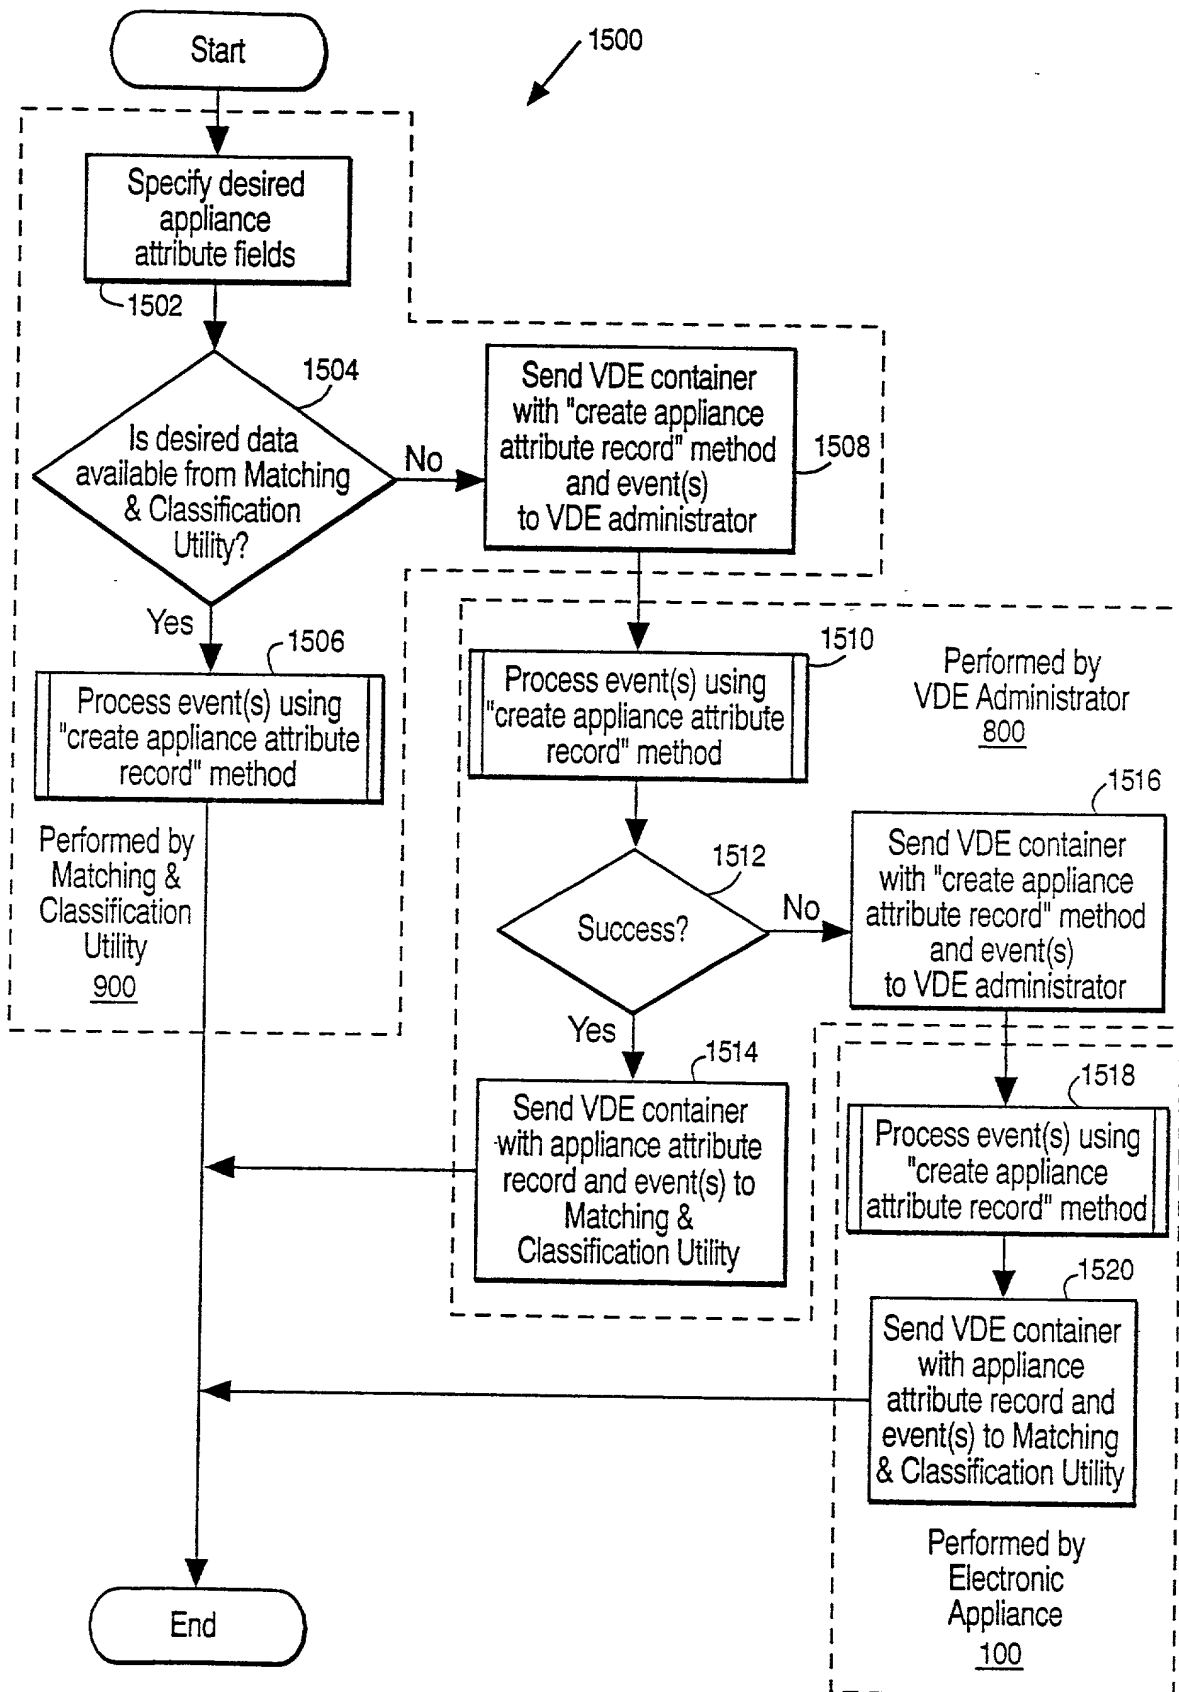 Start
1500
Specify desired
appliance
attribute fields
1502
1504
Is desired data
available from Matching
& Classification
Utility?
No
Send VDE container
with "create appliance
attribute record" method
and event(s)
to VDE administrator
1508
Yes
1506
Process event(s) using
"create appliance attribute
record" method
Performed by
Matching &
Classification
Utility
900
1510
Process event(s) using
"create appliance attribute
record" method
Performed by
VDE Administrator
800
1512
Success?
No
1516
Send VDE container
with "create appliance
attribute record" method
and event(s)
to VDE administrator
Yes
1514
Send VDE container
with appliance attribute
record and event(s) to
Matching &
Classification Utility
1518
Process event(s) using
"create appliance
attribute record" method
1520
Send VDE container
with appliance
attribute record and
event(s) to Matching
& Classification Utility
Performed by
Electronic
Appliance
100
End